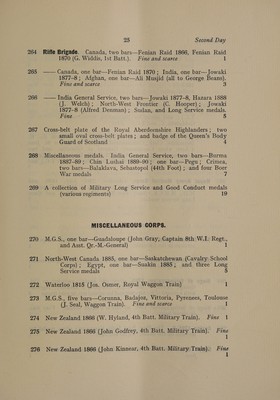 25 Second Day
264 Rifle Brigade. Canada, two bars—Fenian Raid 1866, Fenian Raid
1870 (G. Widdin, 1st Batt.). Fine and scarce 1
265 —— Canada, one bar—Fenian Raid 1870; India, one bar—Jowaki
1877-8; Afghan, one bar—Ali Musjid (all to George Boam).
Fine and scarce 3
266 —— India General Service, two bars—Jowaki 1877-8, Hazara 1888
(J. Welch); North-West Frontier (C. Hooper); Jowaki
1877-8 (Alfred Denman); Sudan, and Long Service medals.
Fine 5
267 Cross-belt plate of the Royal Aberdeenshire Highlanders; two
small oval cross-belt plates; and badge of the Queen's Body
Guard of Scotland 4
268 Miscellaneous medals. India General Service, two bars—Burma
1887-89; Chin Lushai 1889-90; one bar—Pegu; Crimea,
two bars—Balaklava, Sebastopol (44th Foot); and four Boer
War medals 7
269 A collection of Military Long Service and Good Conduct medals
(various regiments) 19
MISCELLANEOUS CORPS.
270 M.G.S., one bar—Guadaloupe (John Gray, Captain 8th W.I. Regt.,
and Asst. Qr.-M.-General) 1
271 North-West Canada 1885, one bar—Saskatchewan (Cavalry School
Corps); Egypt, one bar—Suakin 1885; and three Long
Service medals 5
272 Waterloo 1815 (Jos. Osmer, Royal Waggon Train) 1
273 M.G.S., five bars—Corunna, Badajoz, Vittoria, Pyrenees, Toulouse
(J. Seal, Waggon Train). Fine and scarce 1
274 New Zealand 1866 (W. Hyland, 4th Batt. Military Train). Fine 1
275 New Zealand 1866 (John Godfrey, 4th Batt. Military Train). Fine
1
276 New Zealand 1866 (John Kinnear, 4th Batt. Military Train). Fine
1